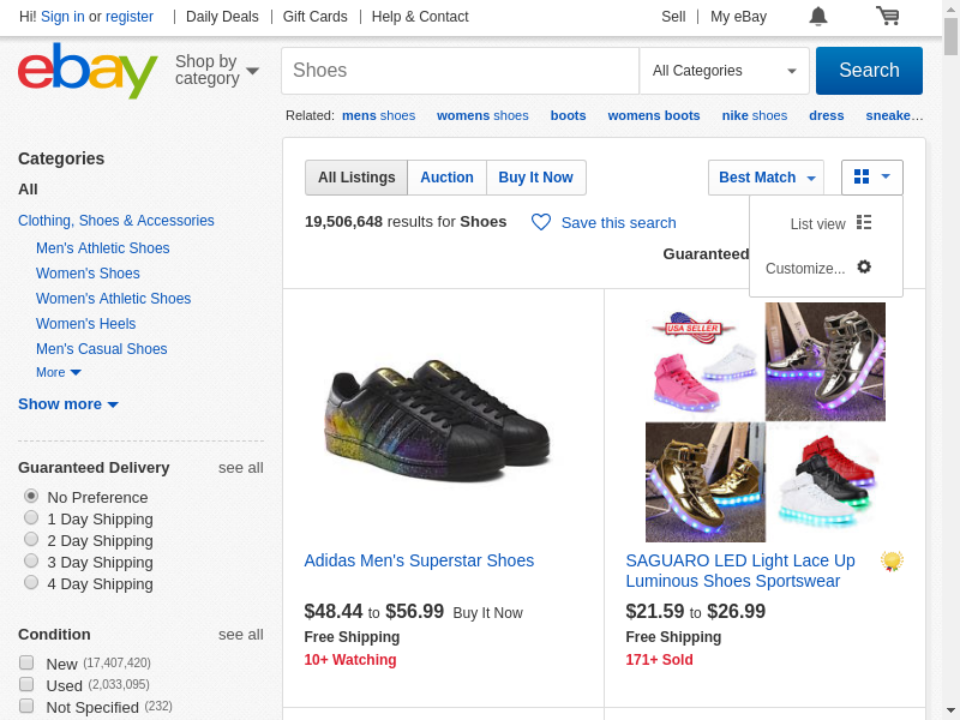 Hi! Sign in or register Daily Deals Gift Cards Help & Contact Sell My eBay
ebay
Shop by category
Shoes
All Categories
Search
Related: mens shoes womens shoes boots womens boots nike shoes dress sneake...
Categories
All
Clothing, Shoes & Accessories
Men's Athletic Shoes
Women's Shoes
Women's Athletic Shoes
Women's Heels
Men's Casual Shoes
More
Show more
Guaranteed Delivery see all
No Preference
1 Day Shipping
2 Day Shipping
3 Day Shipping
4 Day Shipping
Condition see all
New (17,407,420)
Used (2,033,095)
Not Specified (232)
All Listings Auction Buy It Now Best Match
19,506,648 results for Shoes Save this search
Guaranteed
List view
Customize...
Adidas Men's Superstar Shoes
$48.44 to $56.99 Buy It Now
Free Shipping
10+ Watching
USA SELLER
SAGUARO LED Light Lace Up
Luminous Shoes Sportswear
$21.59 to $26.99
Free Shipping
171+ Sold